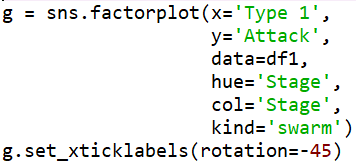 g = sns.factorplot(x='Type 1',
                   y='Attack',
                   data=df1,
                   hue='Stage',
                   col='Stage',
                   kind='swarm')
g.set_xticklabels(rotation=-45)